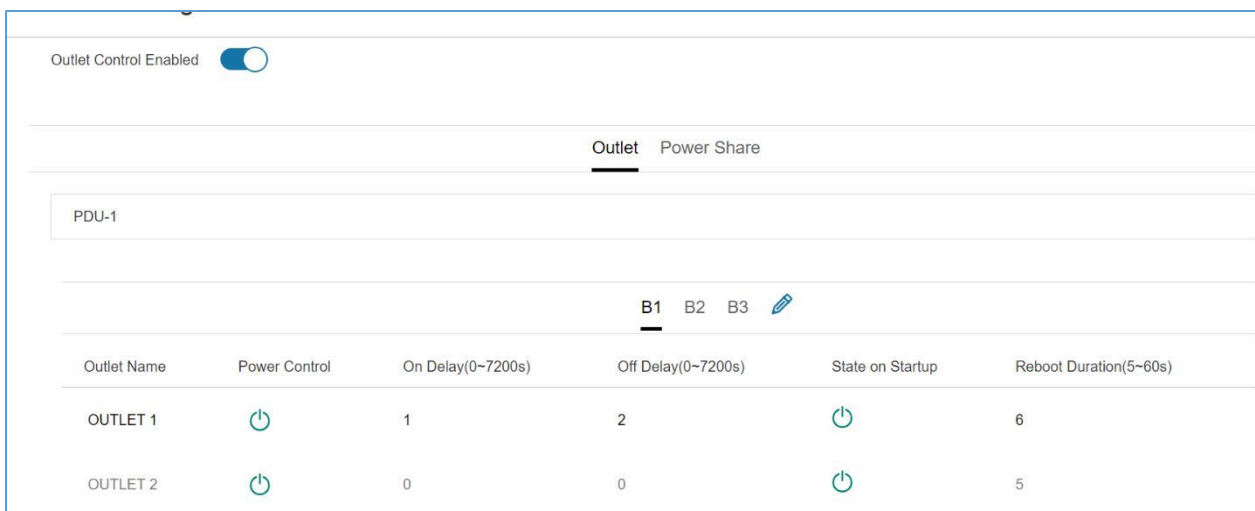 Outlet Control Enabled
Outlet Power Share
PDU-1
B1 B2 B3
Outlet Name Power Control On Delay(0~7200s) Off Delay(0~7200s) State on Startup Reboot Duration(5~60s)
OUTLET 1 1 2 6
OUTLET 2 0 0 5